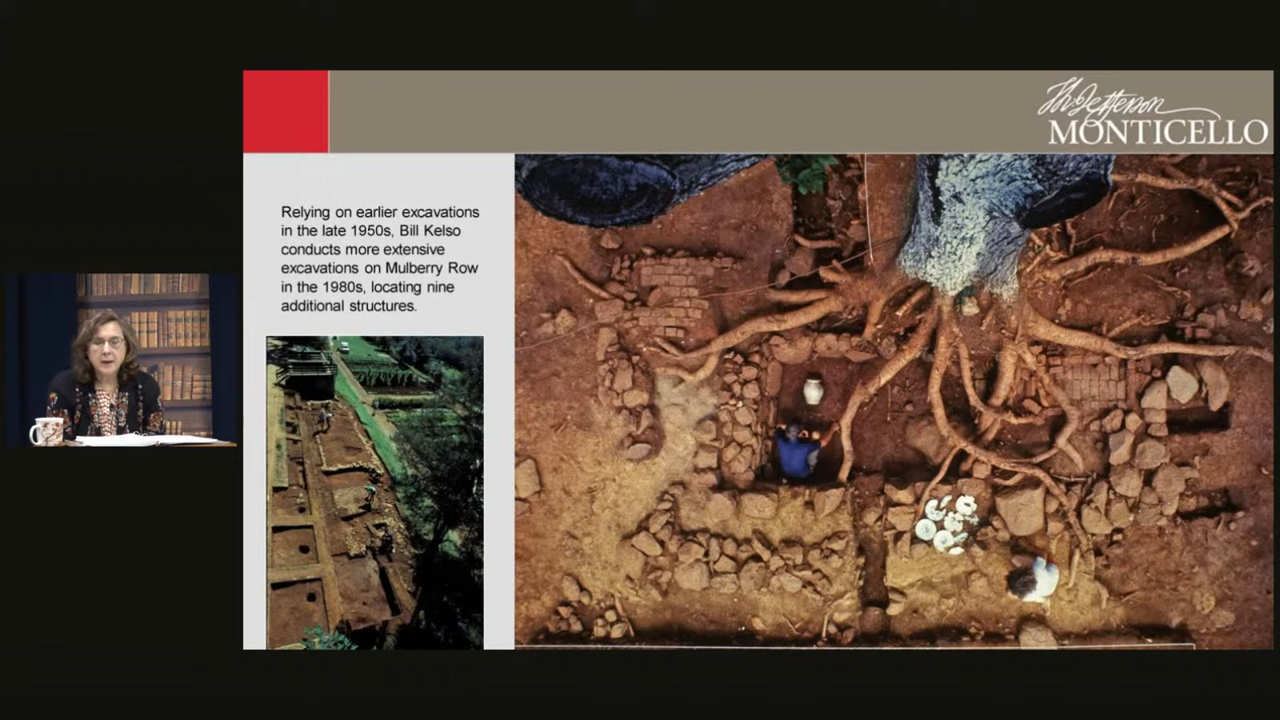 Th. Jefferson
MONTICELLO
Relying on earlier excavations
in the late 1950s, Bill Kelso
conducts more extensive
excavations on Mulberry Row
in the 1980s, locating nine
additional structures.